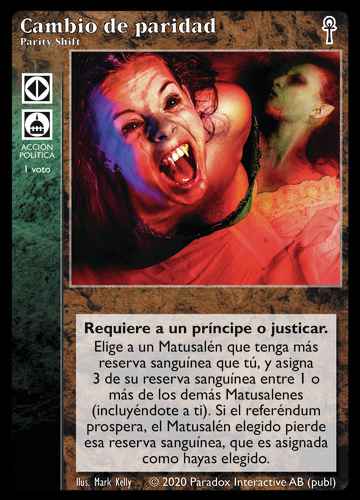 Cambio de paridad
Parity Shift
ACCIÓN
POLÍTICA
1 voto
Requiere a un príncipe o justicar.
Elige a un Matusalén que tenga más
reserva sanguínea que tú, y asigna
3 de su reserva sanguínea entre 1 o
más de los demás Matusalenes
(incluyéndote a ti). Si el referéndum
prospera, el Matusalén elegido pierde
esa reserva sanguínea, que es asignada
como hayas elegido.
Ilus. Mark Kelly © 2020 Paradox Interactive AB (publ)